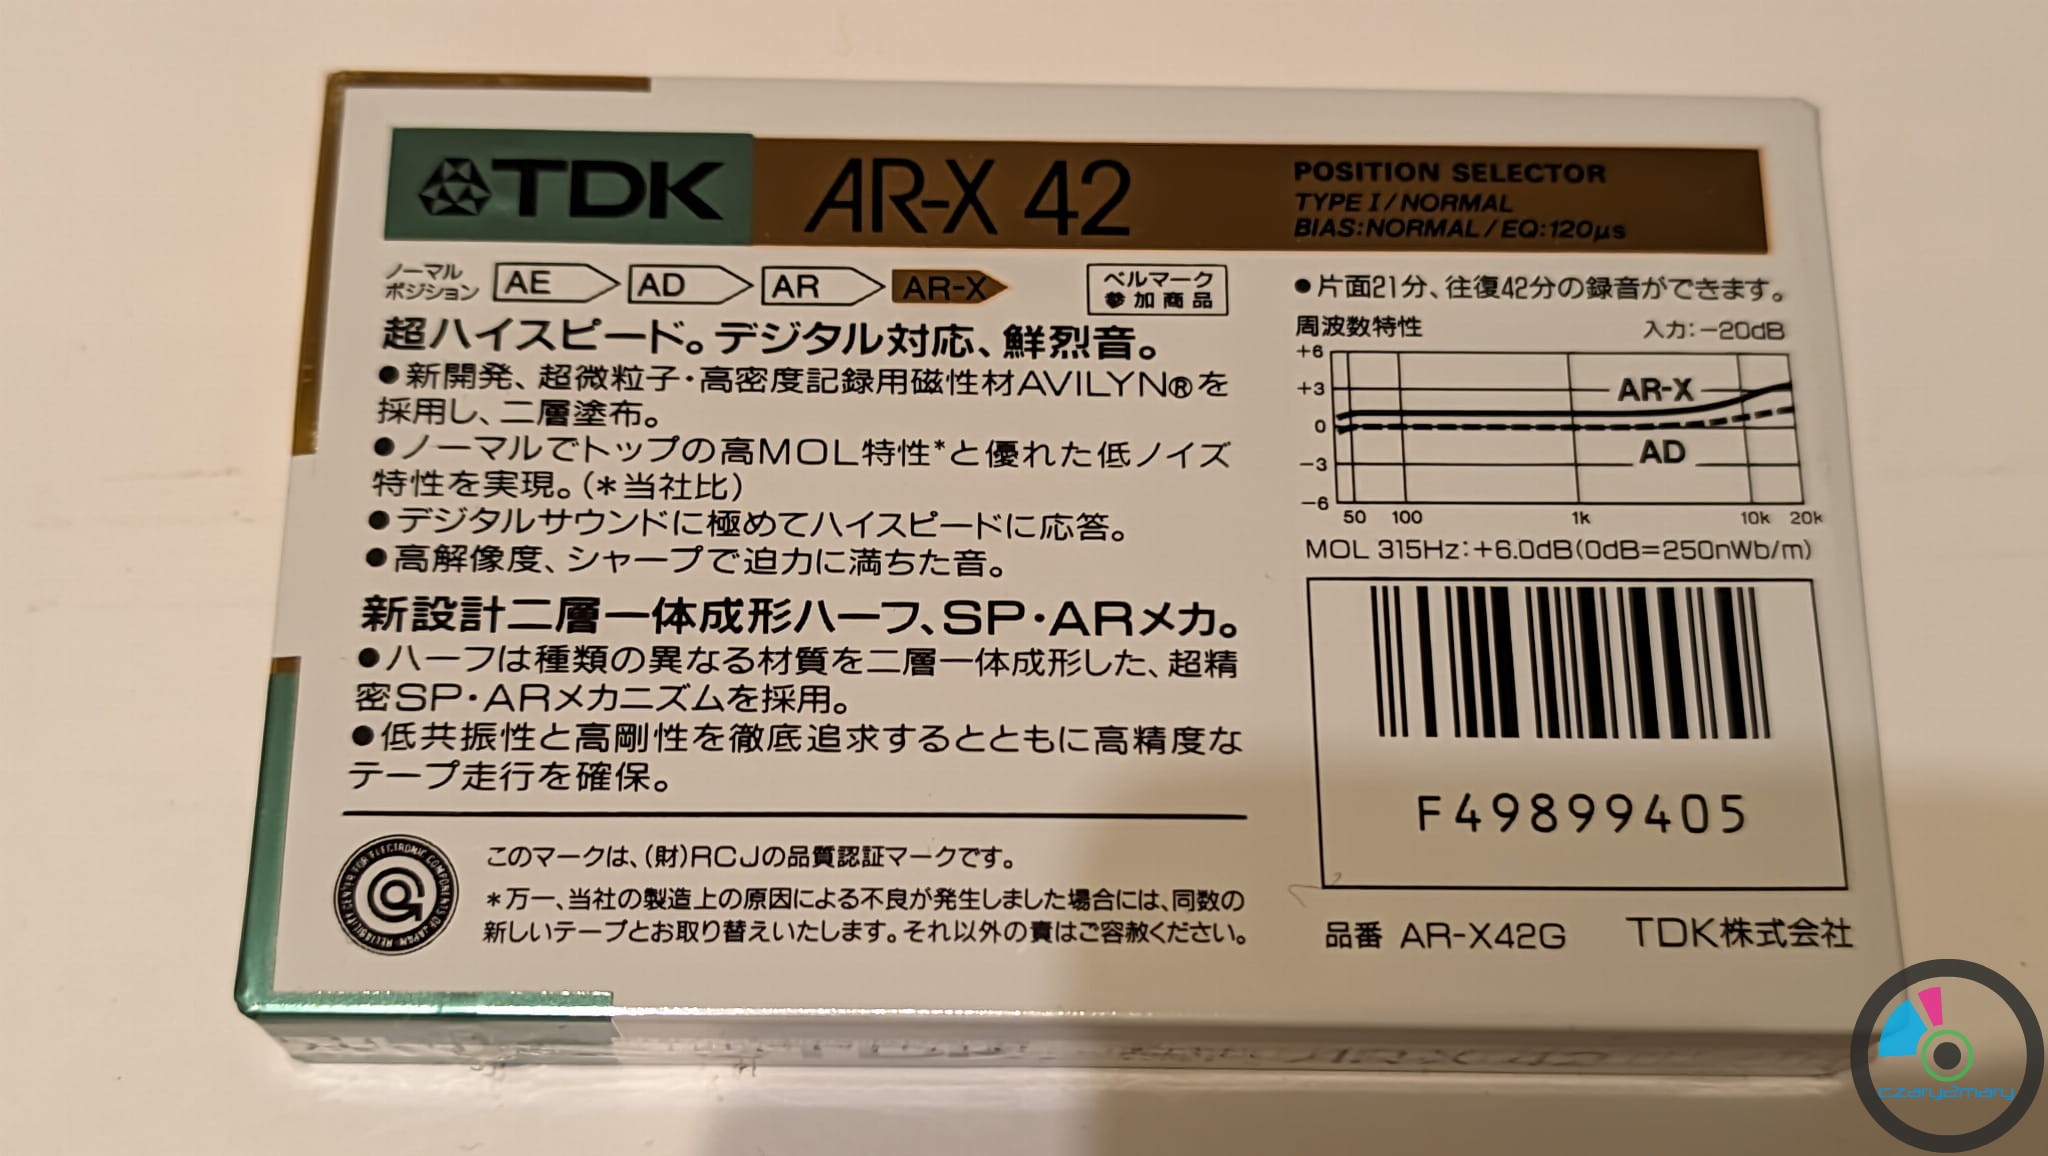 TDK AR-X 42
POSITION SELECTOR
TYPE I/NORMAL
BIAS:NORMAL/EQ:120µs
ノーマル
ポジション
AE
AD
AR
AR-X
ベルマーク
参加商品
超ハイスピード。デジタル対応、鮮烈音。
●新開発、超微粒子・高密度記録用磁性材AVILYN®を
採用し、二層塗布。
●ノーマルでトップの高MOL特性*と優れた低ノイズ
特性を実現。(*当社比)
●デジタルサウンドに極めてハイスピードに応答。
●高解像度、シャープで迫力に満ちた音。
新設計二層一体成形ハーフ、SP・ARメカ。
●ハーフは種類の異なる材質を二層一体成形した、超精
密SP・ARメカニズムを採用。
●低共振性と高剛性を徹底追求するとともに高精度な
テープ走行を確保。
RELIABILITY CENTER FOR ELECTRONIC COMPONENTS OF JAPAN
このマークは、(財)RCJの品質認証マークです。
*万一、当社の製造上の原因による不良が発生しました場合には、同数の
新しいテープとお取り替えいたします。それ以外の責はご容赦ください。
●片面21分、往復42分の録音ができます。
周波数特性 入力:-20dB
+6
+3
0
-3
-6
AR-X
AD
50 100 1k 10k 20k
MOL 315Hz:+6.0dB(0dB=250nWb/m)
F49899405
品番 AR-X42G TDK株式会社
czary2mary